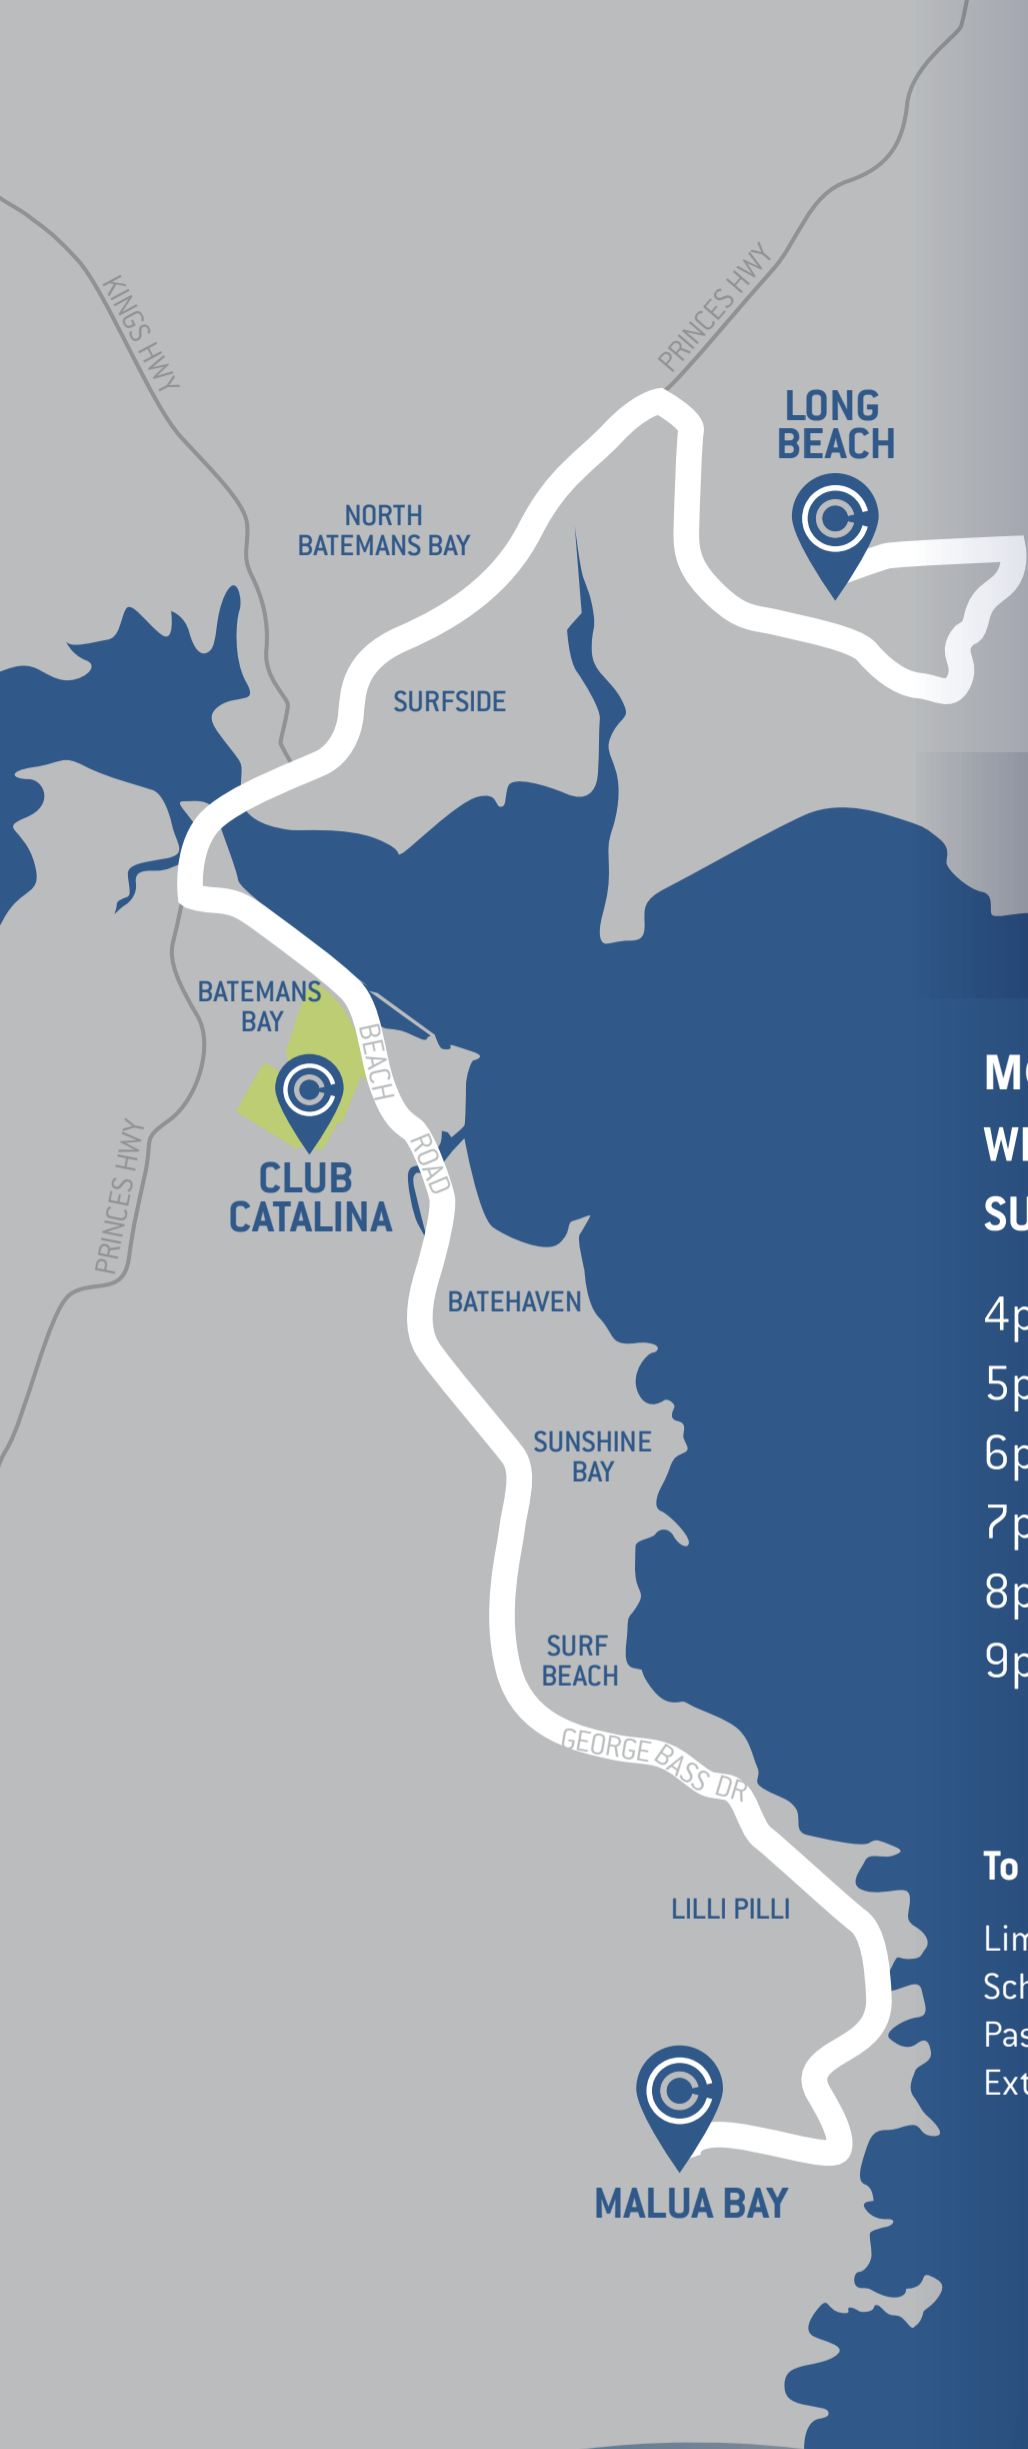 KINGS HWY
PRINCES HWY
LONG
BEACH
NORTH
BATEMANS BAY
SURFSIDE
BATEMANS
BAY
BEACH ROAD
CLUB
CATALINA
PRINCES HWY
BATEHAVEN
SUNSHINE
BAY
SURF
BEACH
GEORGE BASS DR
To
LILLI PILLI
MALUA BAY